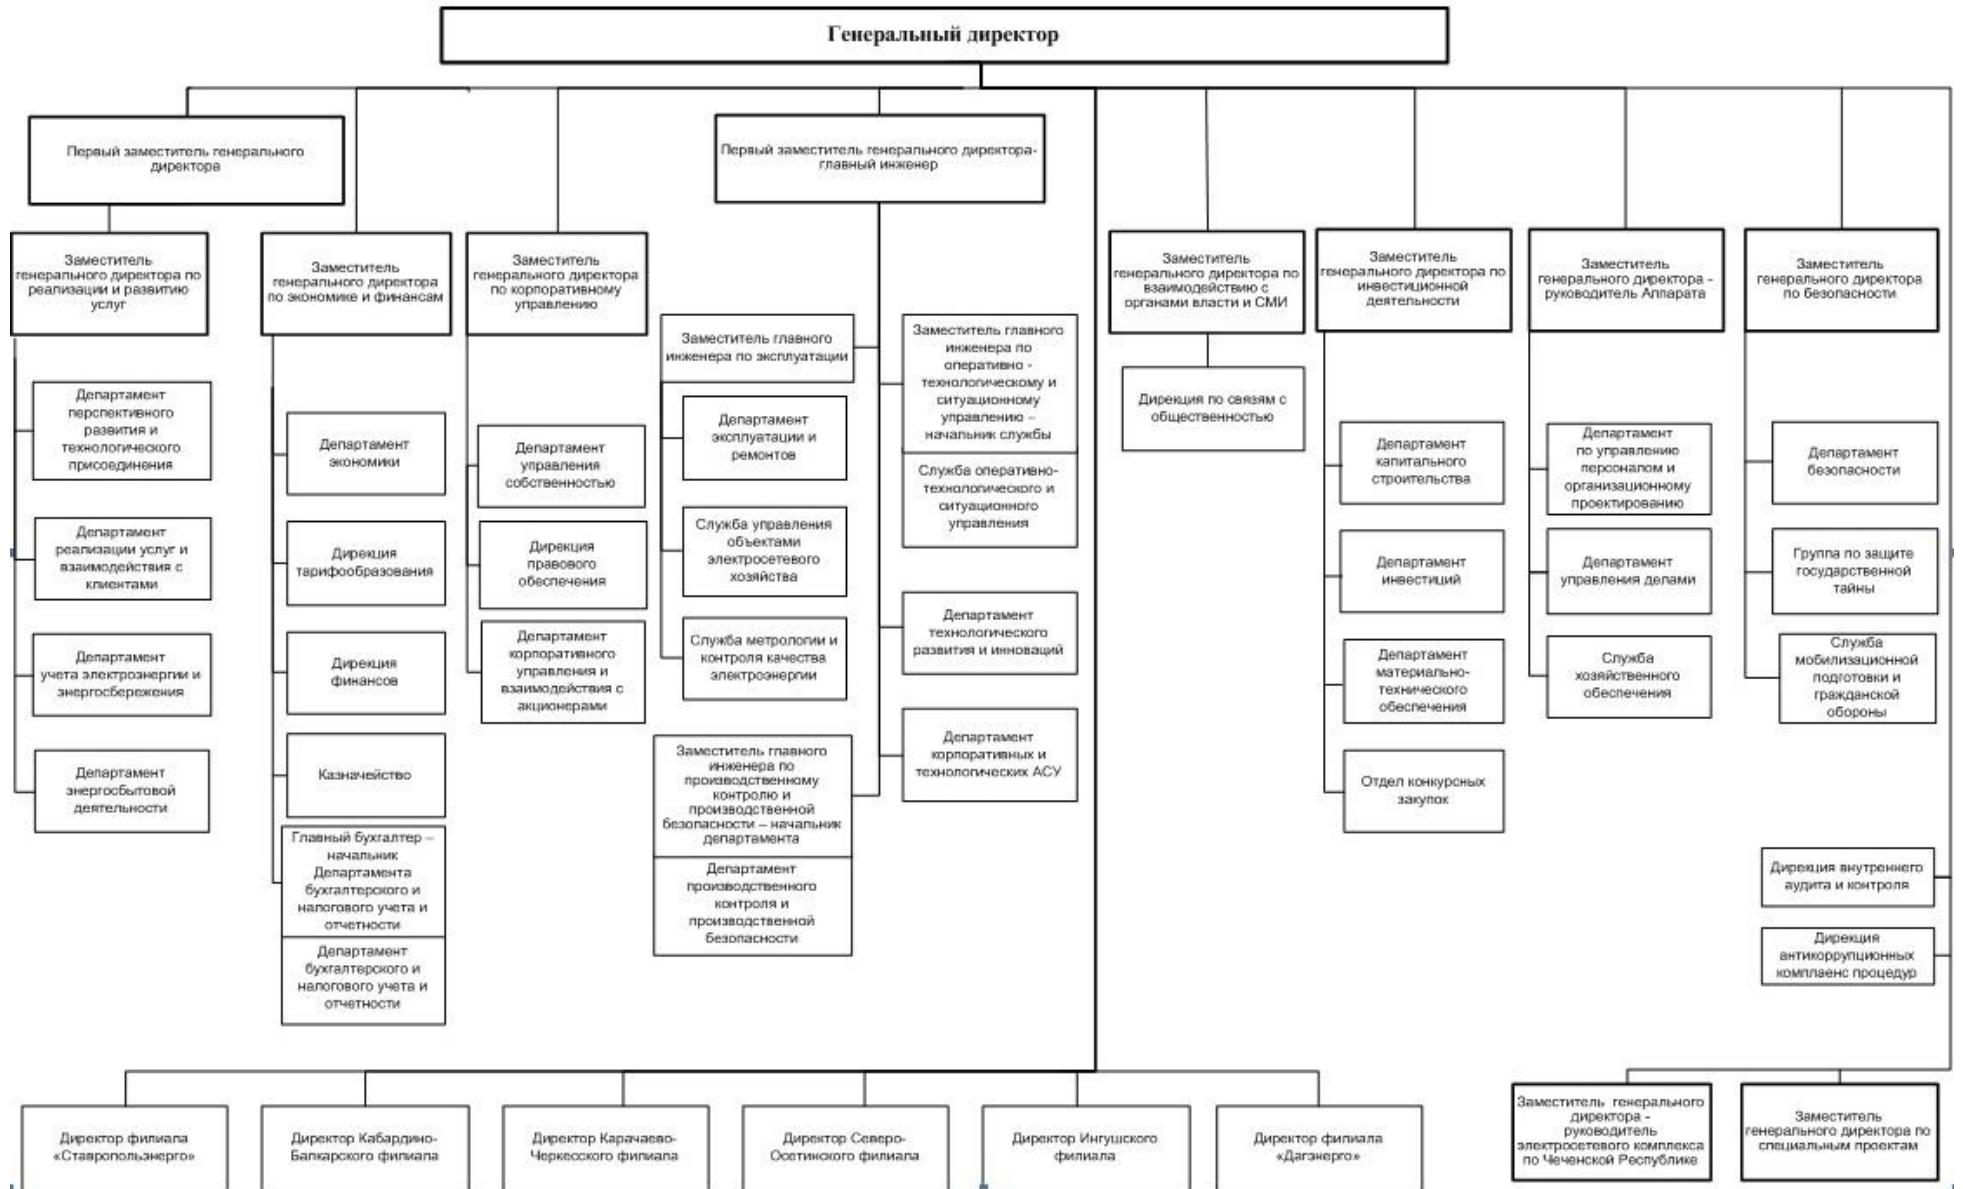 Генеральный директор
Первый заместитель генерального
директора
Первый заместитель генерального директора-
главный инженер
Заместитель
генерального директора по
реализации и развитию
услуг
Департамент
перспективного
развития и
технологического
присоединения
Департамент
реализации услуг и
взаимодействия с
клиентами
Департамент
учета электроэнергии и
энергосбережения
Департамент
энергосбытовой
деятельности
Заместитель
генерального директора
по экономике и финансам
Департамент
экономики
Дирекция
тарифообразования
Дирекция
финансов
Казначейство
Главный бухгалтер –
начальник
Департамента
бухгалтерского и
налогового учета и
отчетности
Департамент
бухгалтерского и
налогового учета и
отчетности
Заместитель
генерального директора
по корпоративному
управлению
Департамент
управления
собственностью
Дирекция
правового
обеспечения
Департамент
корпоративного
управления и
взаимодействия с
акционерами
Заместитель главного
инженера по эксплуатации
Департамент
эксплуатации и
ремонтов
Служба управления
объектами
электросетевого
хозяйства
Служба метрологии и
контроля качества
электроэнергии
Заместитель главного
инженера по
производственному
контролю и
производственной
безопасности – начальник
департамента
Департамент
производственного
контроля и
производственной
безопасности
Заместитель главного
инженера по
оперативно -
технологическому и
ситуационному
управлению –
начальник службы
Служба оперативно-
технологического и
ситуационного
управления
Департамент
технологического
развития и инноваций
Департамент
корпоративных и
технологических АСУ
Заместитель
генерального директора по
взаимодействию с
органами власти и СМИ
Дирекция по связям с
общественностью
Заместитель
генерального директора по
инвестиционной
деятельности
Департамент
капитального
строительства
Департамент
инвестиций
Департамент
материально-
технического
обеспечения
Отдел конкурсных
закупок
Заместитель
генерального директора -
руководитель Аппарата
Департамент
по управлению
персоналом и
организационному
проектированию
Департамент
управления делами
Служба
хозяйственного
обеспечения
Заместитель
генерального директора
по безопасности
Департамент
безопасности
Группа по защите
государственной
тайны
Служба
мобилизационной
подготовки и
гражданской
обороны
Дирекция внутреннего
аудита и контроля
Дирекция
антикоррупционных
комплаенс процедур
Директор филиала
«Ставропольэнерго»
Директор Кабардино-
Балкарского филиала
Директор Карачаево-
Черкесского филиала
Директор Северо-
Осетинского филиала
Директор Ингушского
филиала
Директор филиала
«Дагэнерго»
Заместитель генерального
директора -
руководитель
электросетевого комплекса
по Чеченской Республике
Заместитель
генерального директора по
специальным проектам